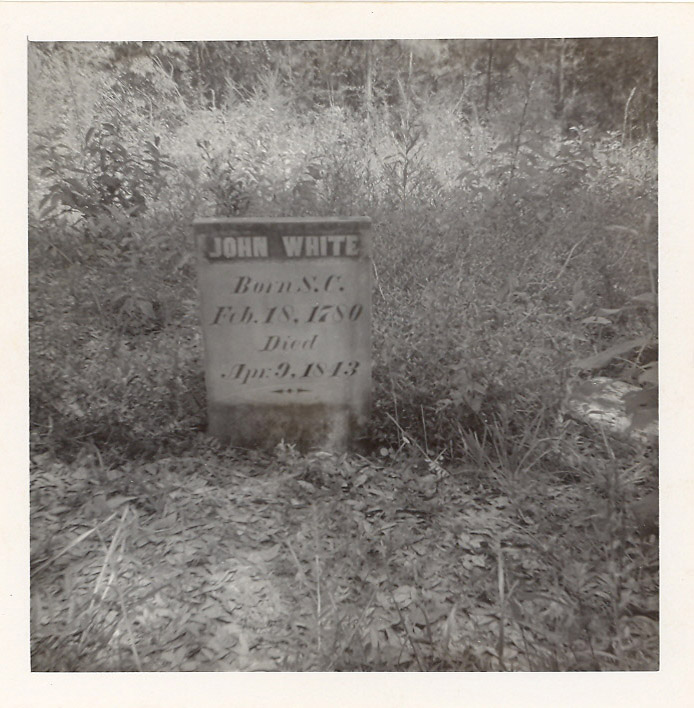 JOHN WHITE
Born S.C.
Feb. 18, 1780
Died
Apr. 9, 1843